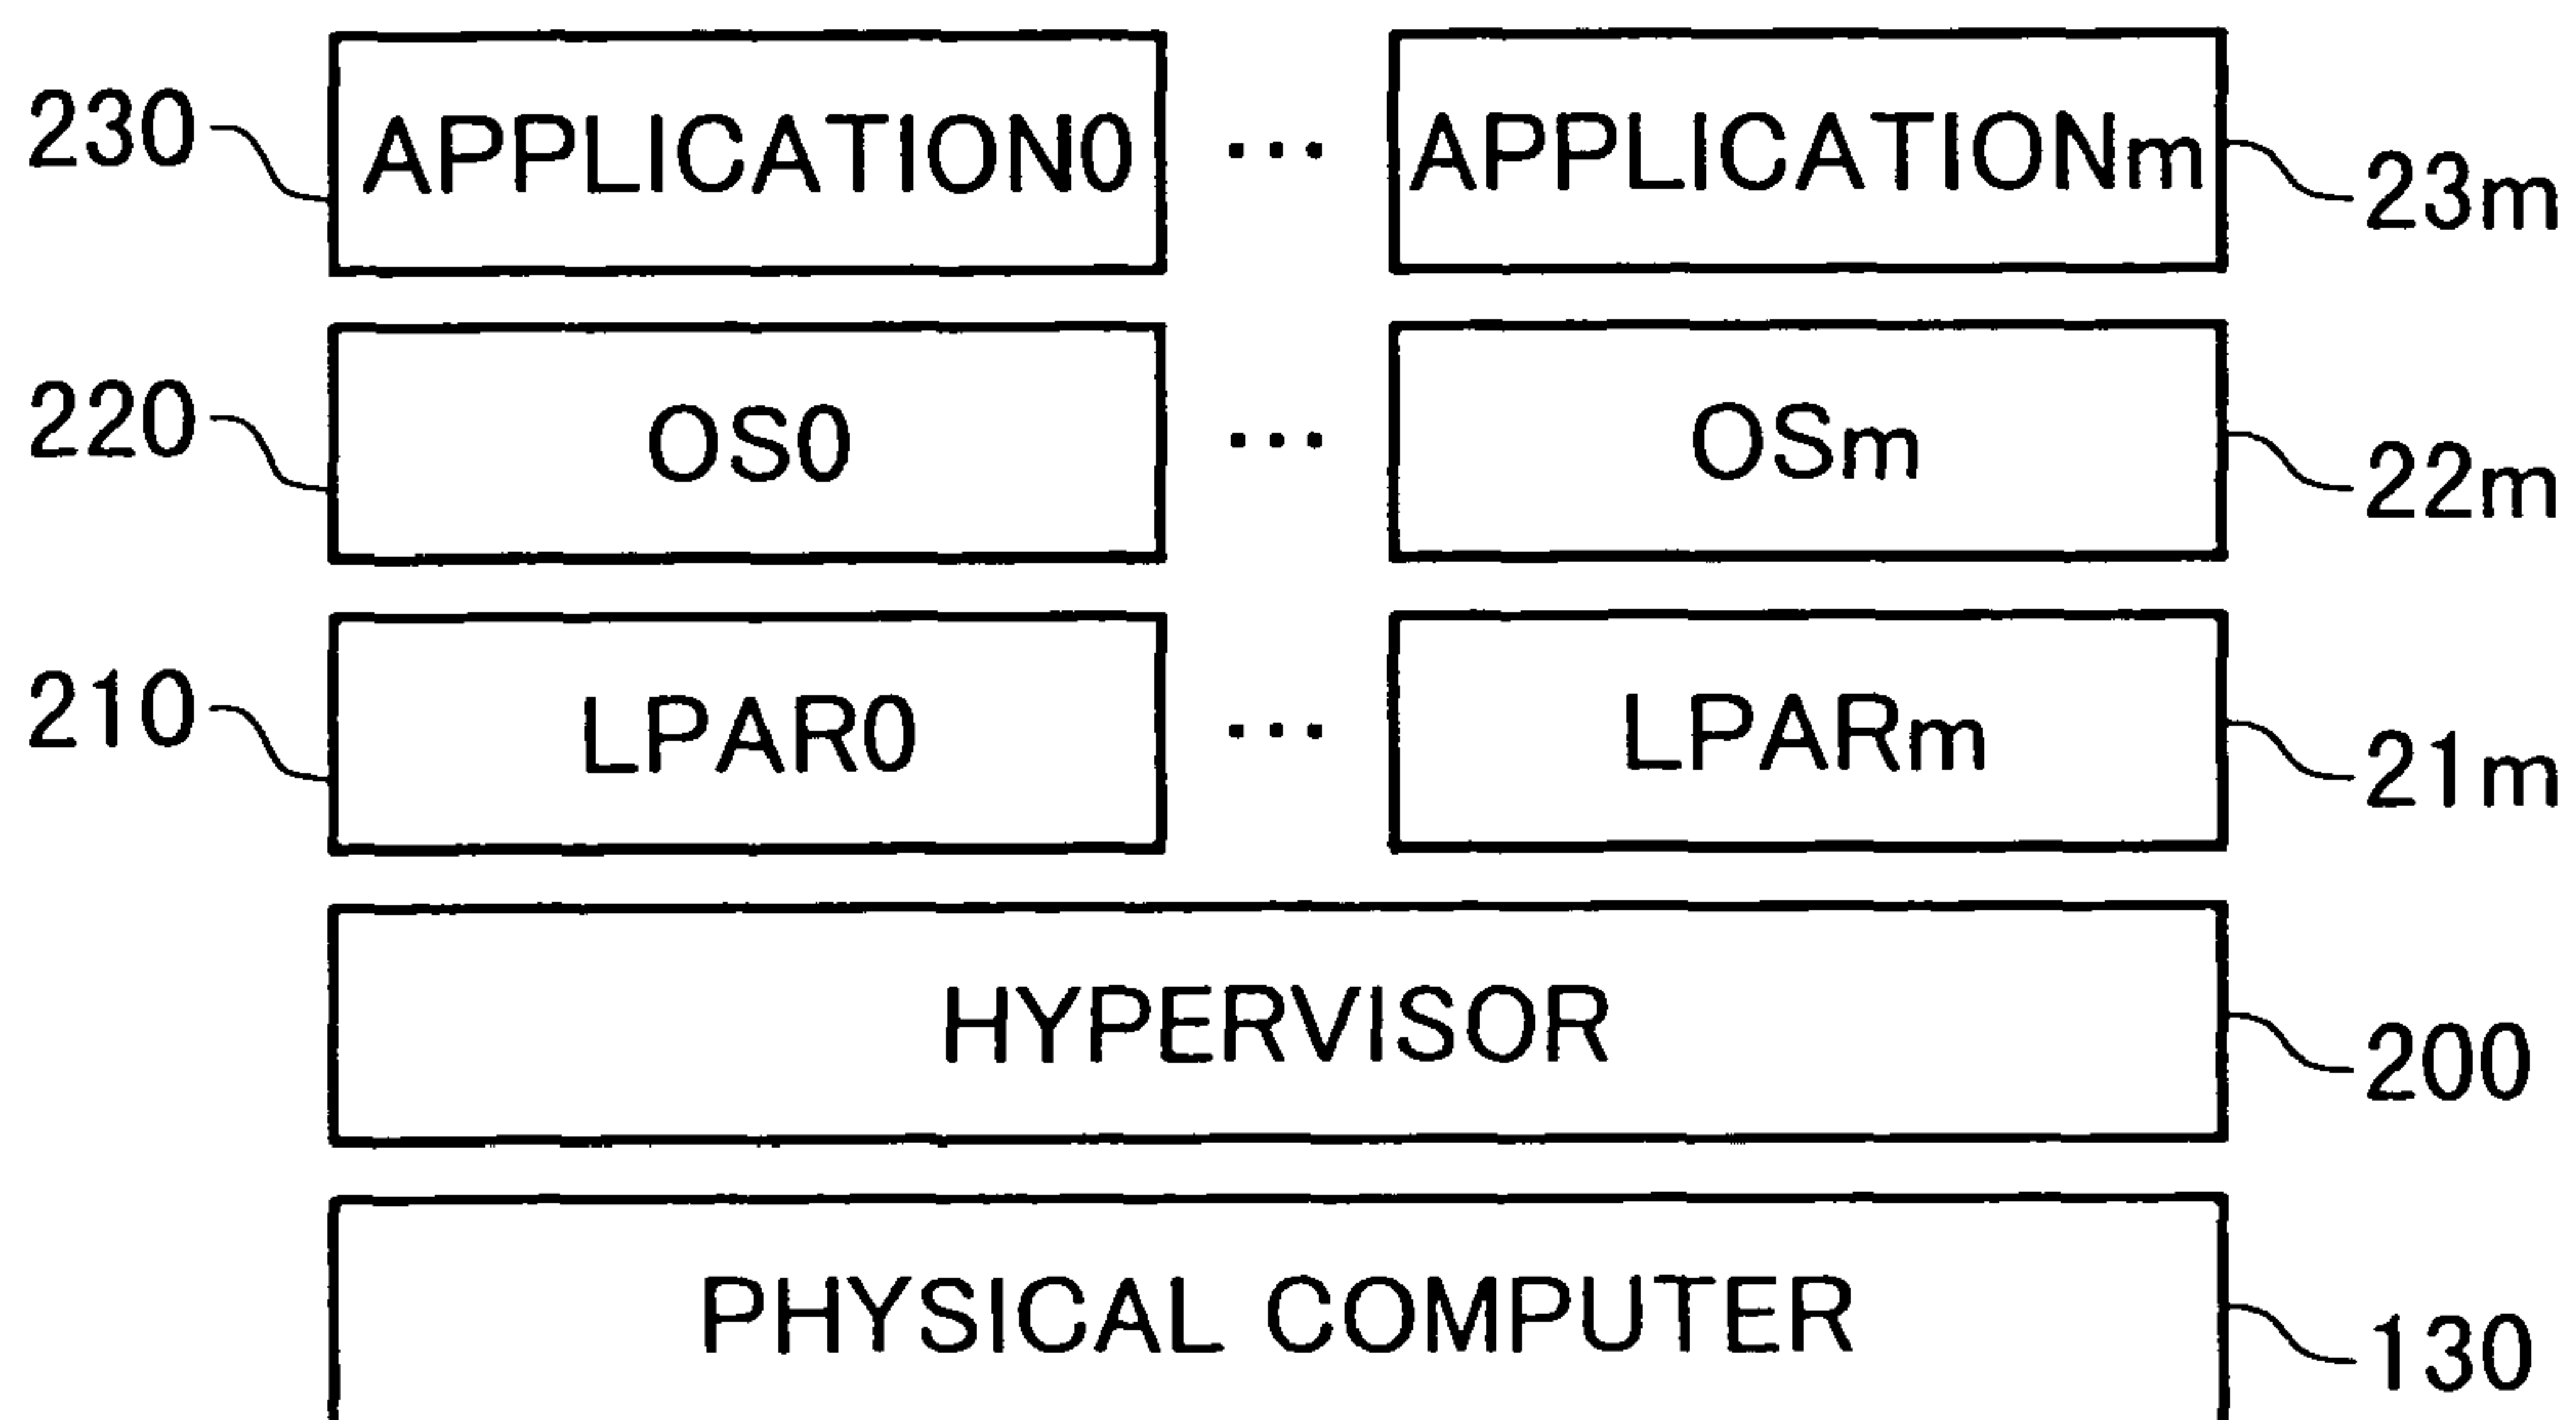 230 APPLICATION0 ... APPLICATIONm 23m
220 OS0 ... OSm 22m
210 LPAR0 ... LPARm 21m
HYPERVISOR 200
PHYSICAL COMPUTER 130